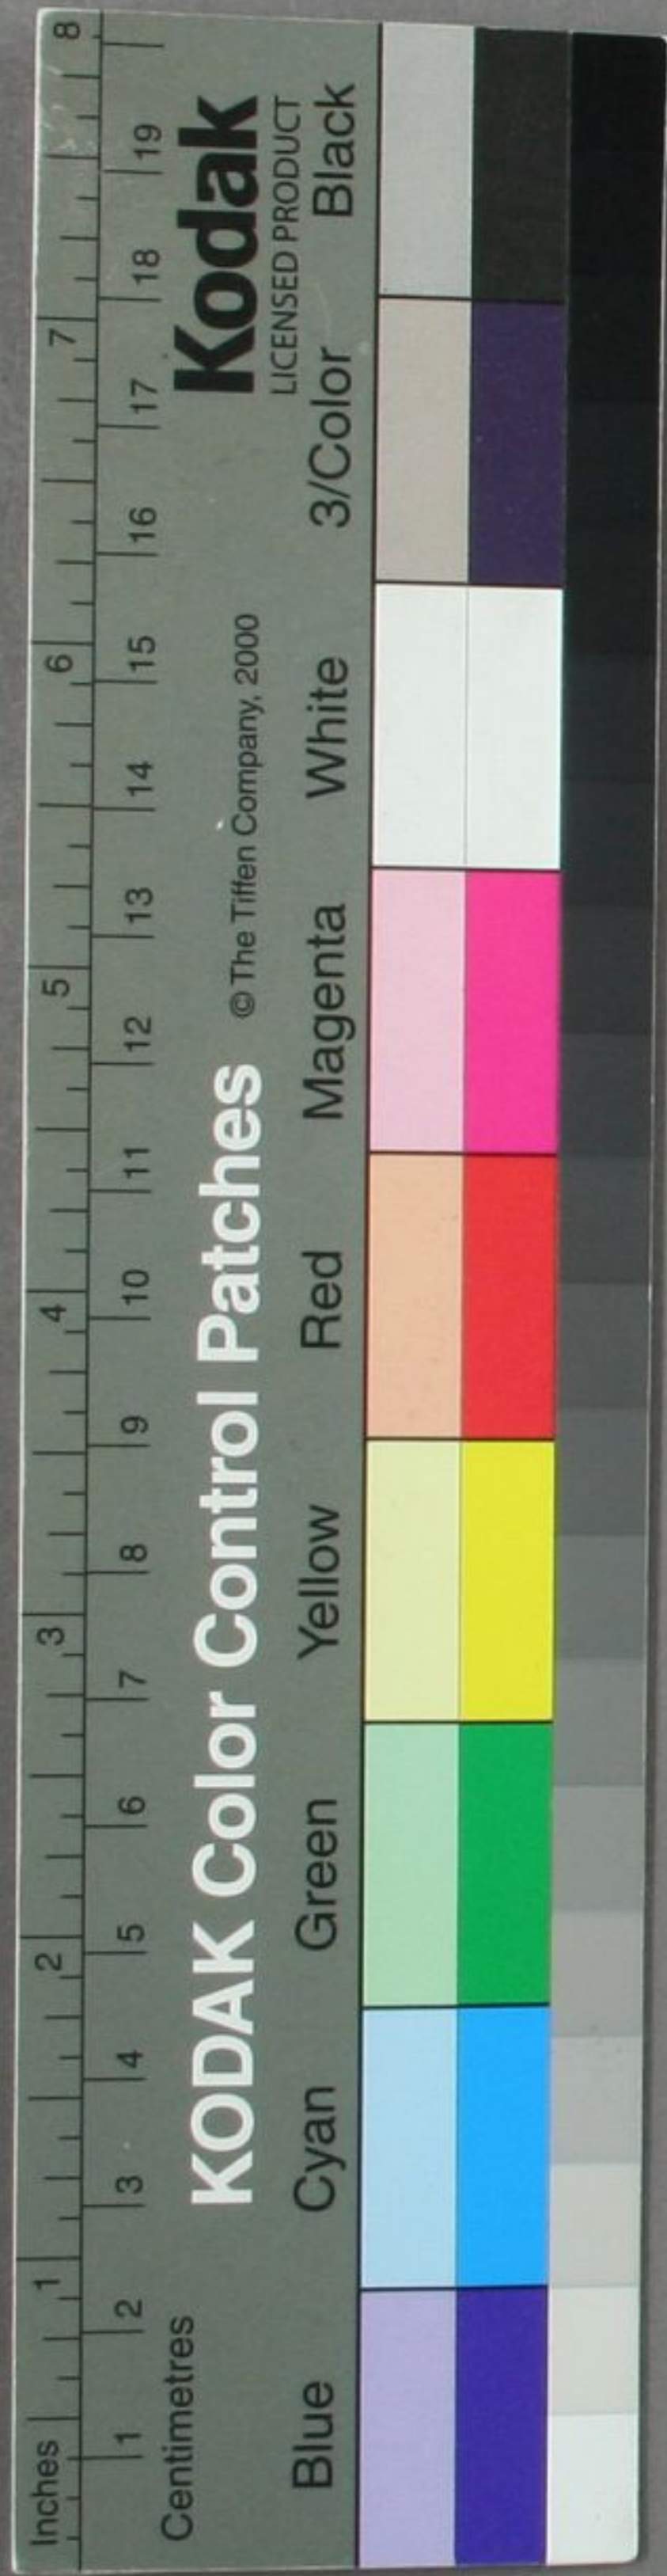 Inches 1 2 3 4 5 6 7 8
Centimetres 1 2 3 4 5 6 7 8 9 10 11 12 13 14 15 16 17 18 19
KODAK Color Control Patches © The Tiffen Company, 2000 Kodak
LICENSED PRODUCT
Blue Cyan Green Yellow Red Magenta White 3/Color Black